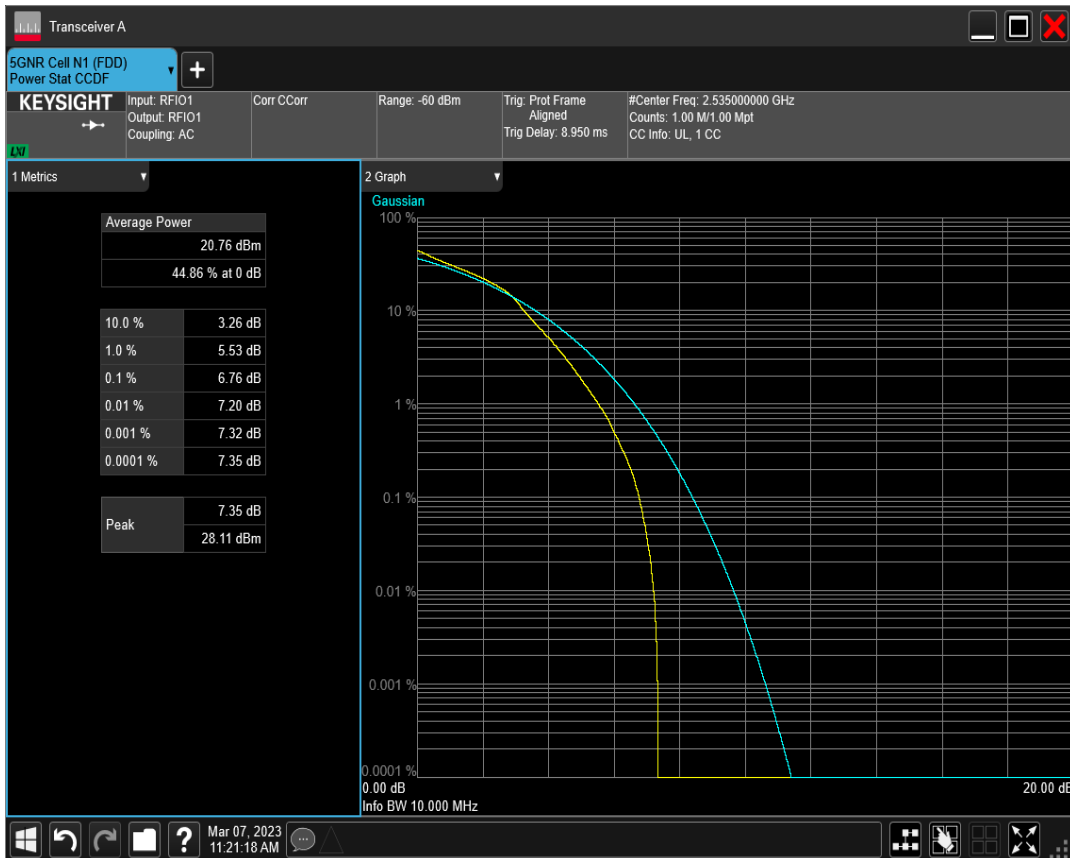 Transceiver A
5GNR Cell N1 (FDD)
Power Stat CCDF
+
KEYSIGHT
LXI
Input: RFIO1
Output: RFIO1
Coupling: AC
Corr CCorr
Range: -60 dBm
Trig: Prot Frame
Aligned
Trig Delay: 8.950 ms
#Center Freq: 2.535000000 GHz
Counts: 1.00 M/1.00 Mpt
CC Info: UL, 1 CC
1 Metrics
Average Power
20.76 dBm
44.86 % at 0 dB
10.0 % 3.26 dB
1.0 % 5.53 dB
0.1 % 6.76 dB
0.01 % 7.20 dB
0.001 % 7.32 dB
0.0001 % 7.35 dB
Peak 7.35 dB
28.11 dBm
2 Graph
Gaussian
100 %
10 %
1 %
0.1 %
0.01 %
0.001 %
0.0001 %
0.00 dB 20.00 dB
Info BW 10.000 MHz
?
Mar 07, 2023
11:21:18 AM